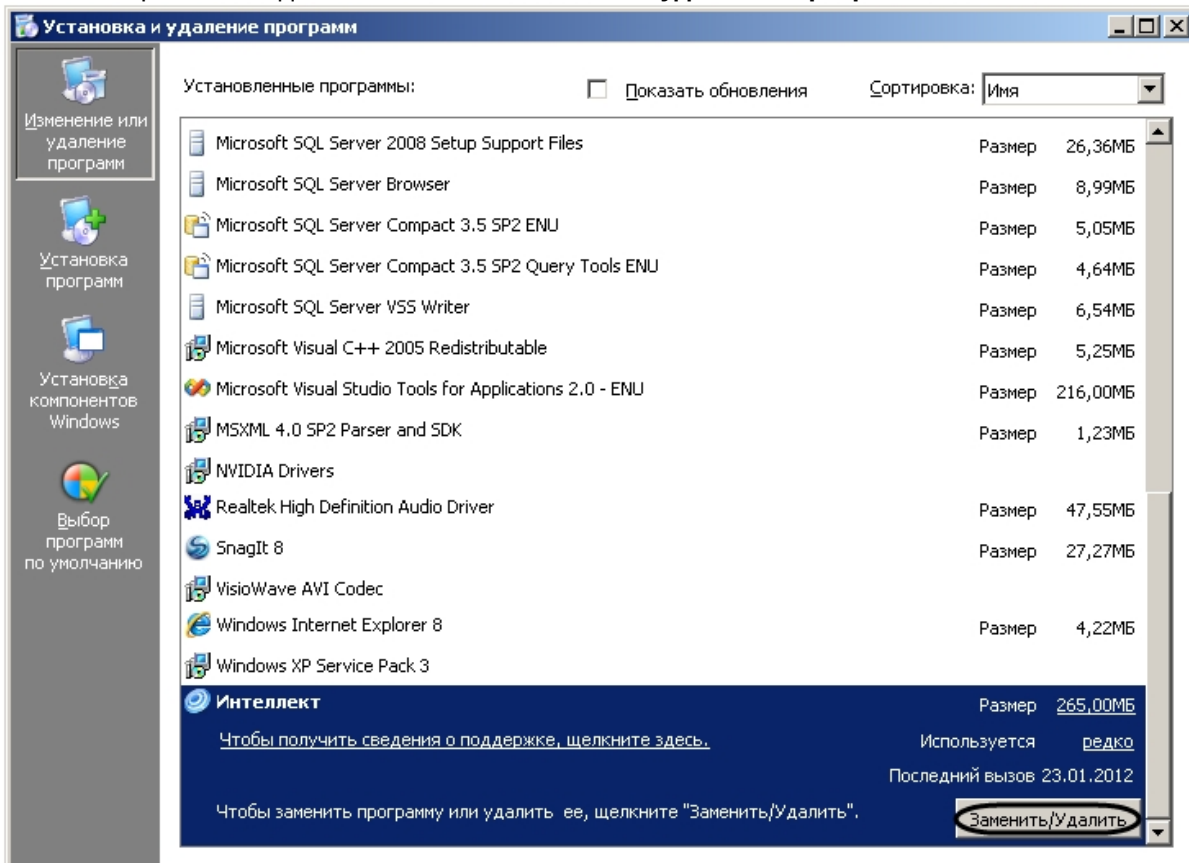 Установка и удаление программ
Изменение или
удаление
программ
Установка
программ
Установка
компонентов
Windows
Выбор
программ
по умолчанию
Установленные программы: Показать обновления Сортировка: Имя
Microsoft SQL Server 2008 Setup Support Files Размер 26,36МБ
Microsoft SQL Server Browser Размер 8,99МБ
Microsoft SQL Server Compact 3.5 SP2 ENU Размер 5,05МБ
Microsoft SQL Server Compact 3.5 SP2 Query Tools ENU Размер 4,64МБ
Microsoft SQL Server VSS Writer Размер 6,54МБ
Microsoft Visual C++ 2005 Redistributable Размер 5,25МБ
Microsoft Visual Studio Tools for Applications 2.0 - ENU Размер 216,00МБ
MSXML 4.0 SP2 Parser and SDK Размер 1,23МБ
NVIDIA Drivers
Realtek High Definition Audio Driver Размер 47,55МБ
SnagIt 8 Размер 27,27МБ
VisioWave AVI Codec
Windows Internet Explorer 8 Размер 4,22МБ
Windows XP Service Pack 3
Интеллект Размер 265,00МБ
Чтобы получить сведения о поддержке, щелкните здесь. Используется редко
Последний вызов 23.01.2012
Чтобы заменить программу или удалить ее, щелкните "Заменить/Удалить". Заменить/Удалить